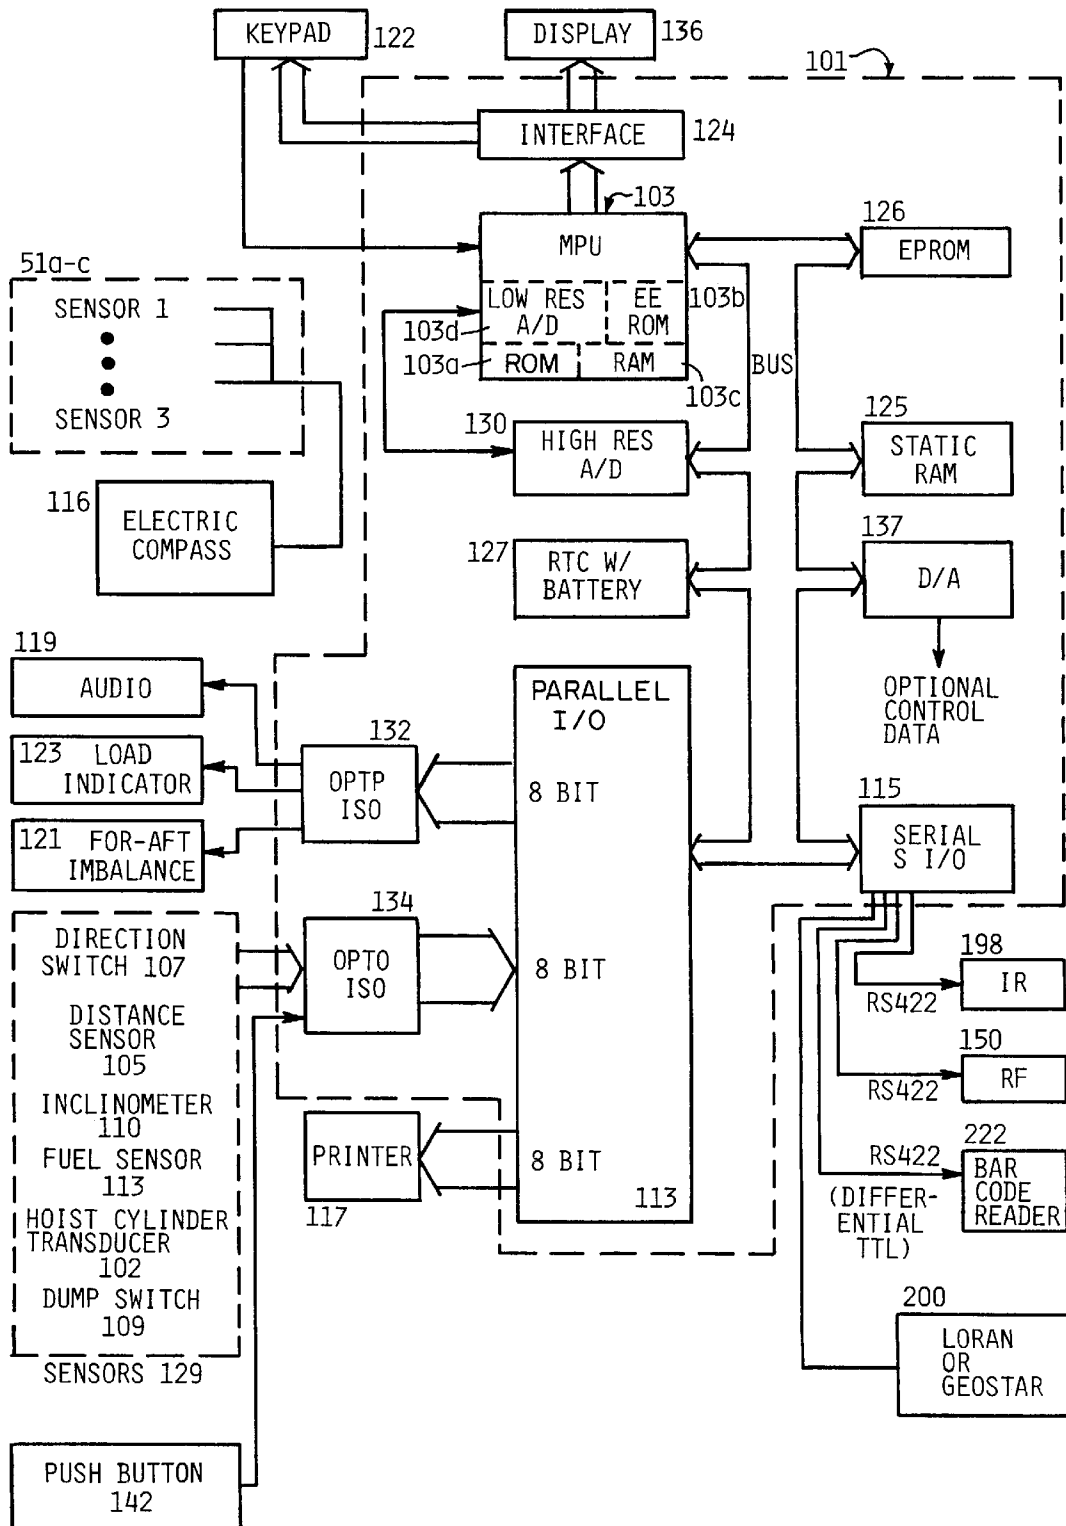 KEYPAD 122
DISPLAY 136
101
INTERFACE 124
103
MPU
LOW RES
A/D
103d
EE
ROM
103b
103a
ROM
RAM
103c
BUS
126
EPROM
51a-c
SENSOR 1
SENSOR 3
130
HIGH RES
A/D
125
STATIC
RAM
116
ELECTRIC
COMPASS
127
RTC W/
BATTERY
137
D/A
OPTIONAL
CONTROL
DATA
119
AUDIO
123 LOAD
INDICATOR
121 FOR-AFT
IMBALANCE
132
OPTP
ISO
PARALLEL
I/O
8 BIT
115
SERIAL
S I/O
DIRECTION
SWITCH 107
DISTANCE
SENSOR
105
INCLINOMETER
110
FUEL SENSOR
113
HOIST CYLINDER
TRANSDUCER
102
DUMP SWITCH
109
SENSORS 129
134
OPTO
ISO
8 BIT
PRINTER
117
8 BIT
113
198
IR
RS422
150
RF
RS422
222
BAR
CODE
READER
RS422
(DIFFER-
ENTIAL
TTL)
200
LORAN
OR
GEOSTAR
PUSH BUTTON
142